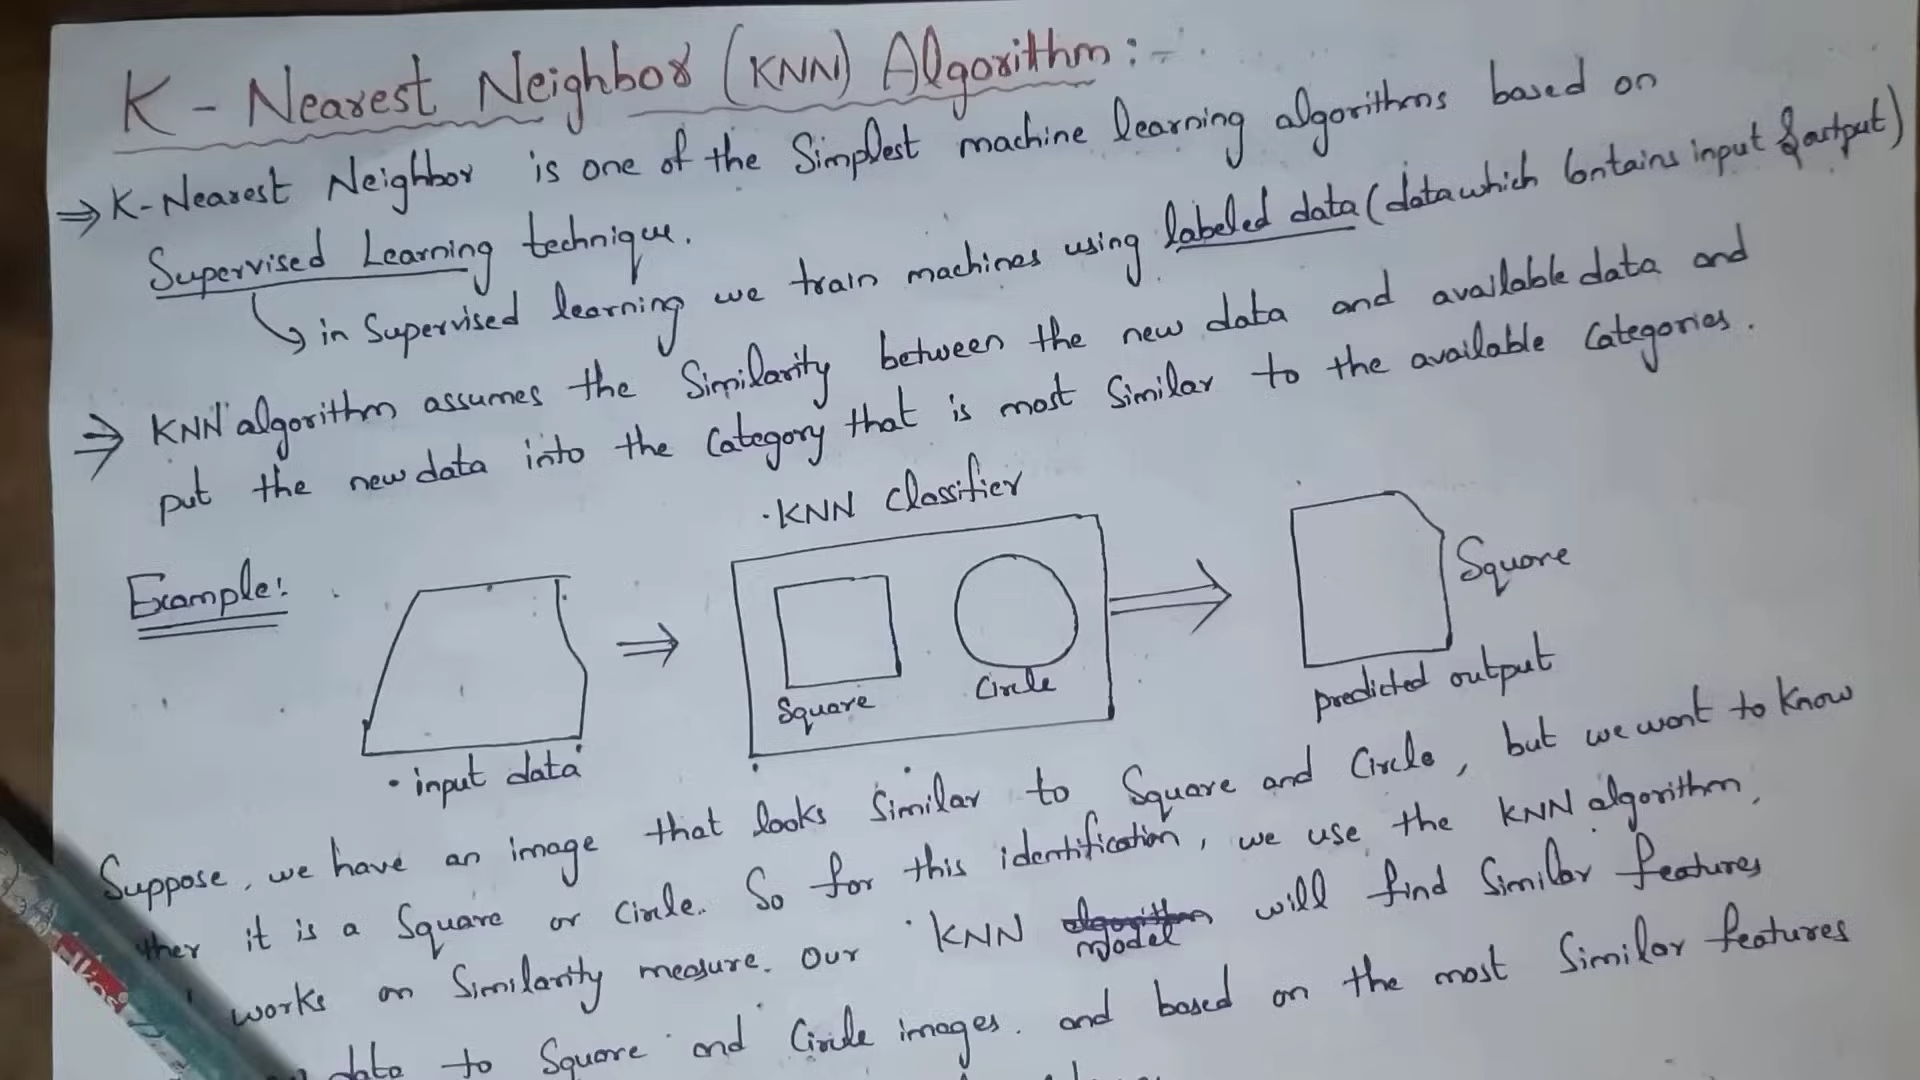 K - Nearest Neighbor (KNN) Algorithm:-
⇒ K-Nearest Neighbor is one of the Simplest machine learning algorithms based on
Supervised Learning technique.
↳ in Supervised learning we train machines using labeled data (data which Contains input & output)
⇒ KNN algorithm assumes the Similarity between the new data and available data and
put the new data into the Category that is most Similar to the available Categories.
Example:
KNN Classifier
Square
Circle
Square
input data
predicted output
Suppose, we have an image that looks Similar to Square and Circle, but we want to know
it is a Square or Circle. So for this identification, we use the KNN algorithm,
works on Similarity measure. Our KNN model will find Similar features
data to Square and Circle images. and based on the most Similar features